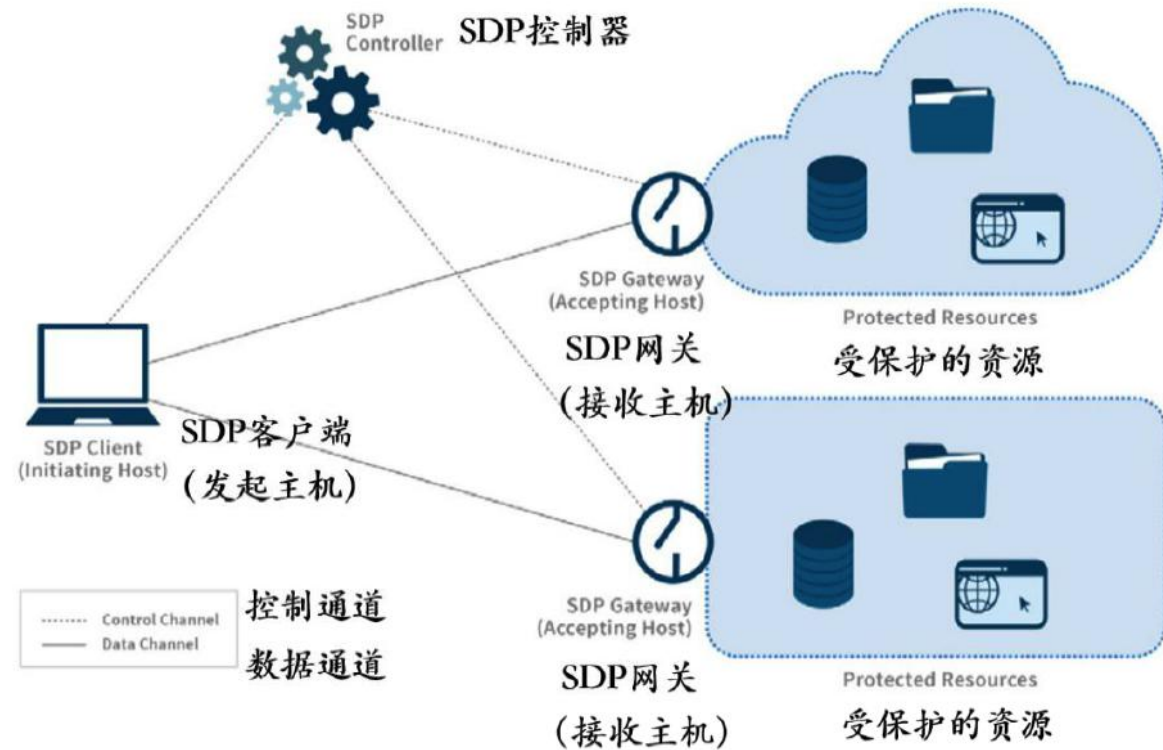 SDP
Controller
SDP控制器
SDP Gateway
(Accepting Host)
SDP网关
(接收主机)
Protected Resources
受保护的资源
SDP Client
(Initiating Host)
SDP客户端
(发起主机)
Control Channel
控制通道
Data Channel
数据通道
SDP Gateway
(Accepting Host)
SDP网关
(接收主机)
Protected Resources
受保护的资源